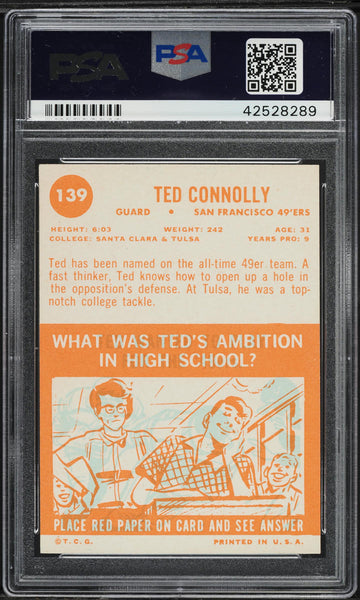 PSA
PSA
42528289
139
TED CONNOLLY
GUARD • SAN FRANCISCO 49'ERS
HEIGHT: 6:03 WEIGHT: 242 AGE: 31
COLLEGE: SANTA CLARA & TULSA YEARS PRO: 9
Ted has been named on the all-time 49er team. A
fast thinker, Ted knows how to open up a hole in
the opposition's defense. At Tulsa, he was a top-
notch college tackle.
WHAT WAS TED'S AMBITION
IN HIGH SCHOOL?
PLACE RED PAPER ON CARD AND SEE ANSWER
©T.C.G. PRINTED IN U.S.A.